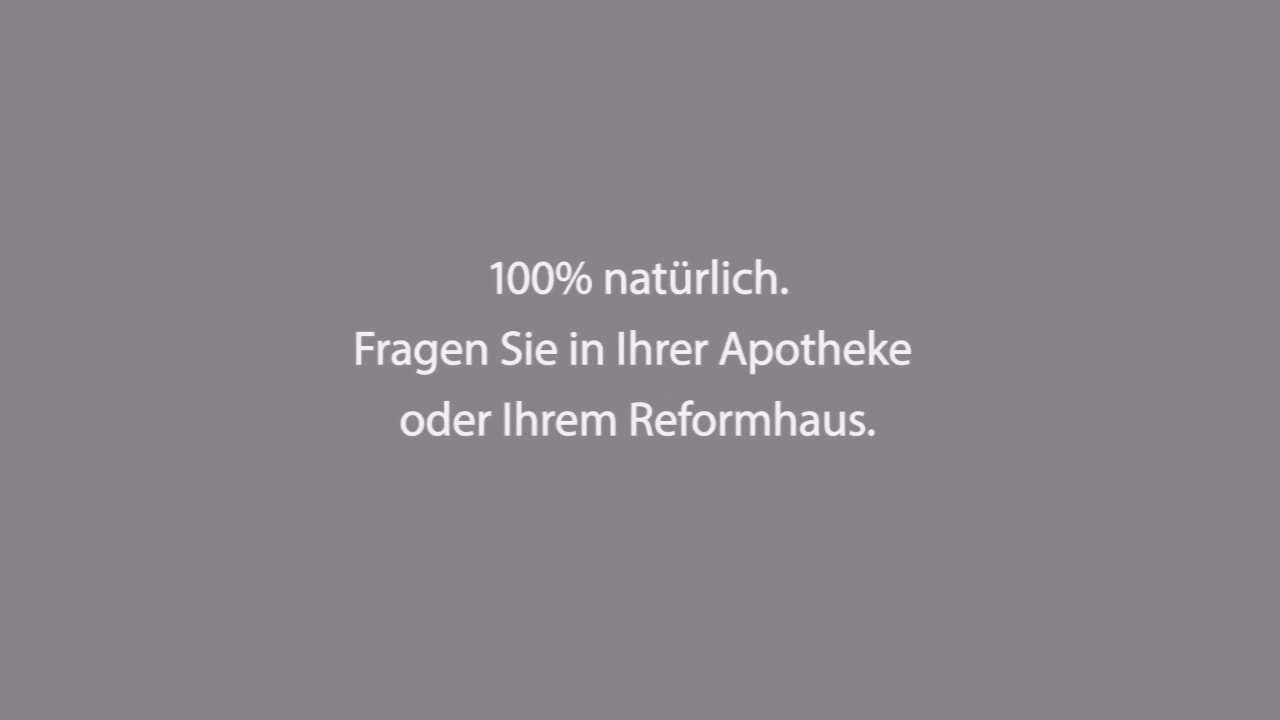 100% natürlich.
Fragen Sie in Ihrer Apotheke
oder Ihrem Reformhaus.